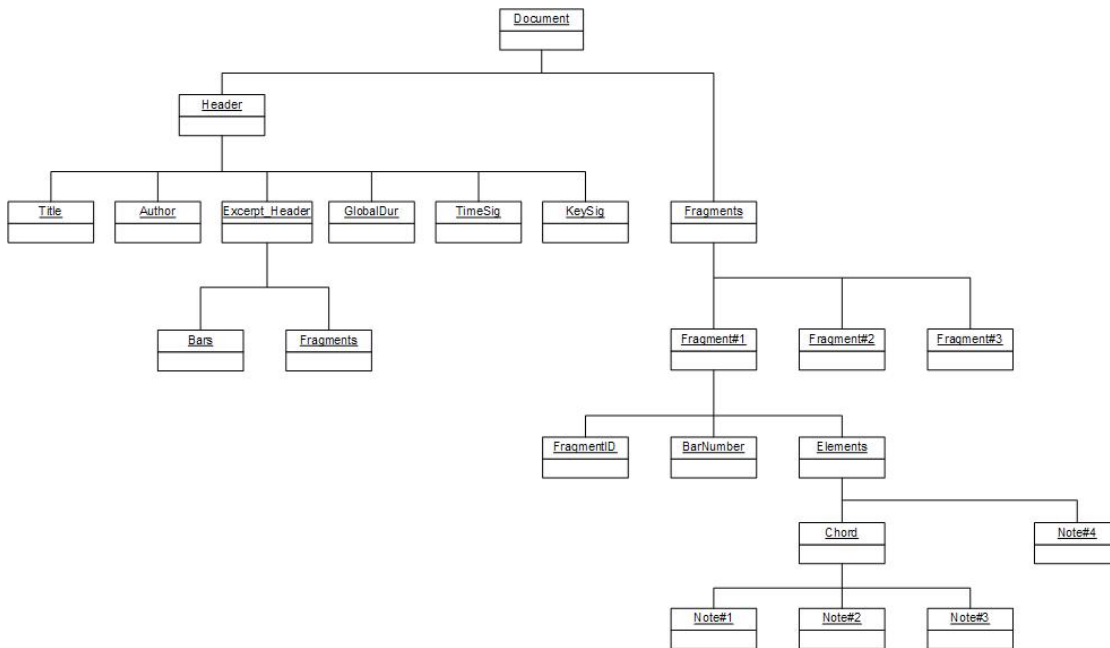 Document
Header
Title
Author
Excerpt_Header
GlobalDur
TimeSig
KeySig
Fragments
Bars
Fragments
Fragment#1
Fragment#2
Fragment#3
FragmentID
BarNumber
Elements
Chord
Note#4
Note#1
Note#2
Note#3